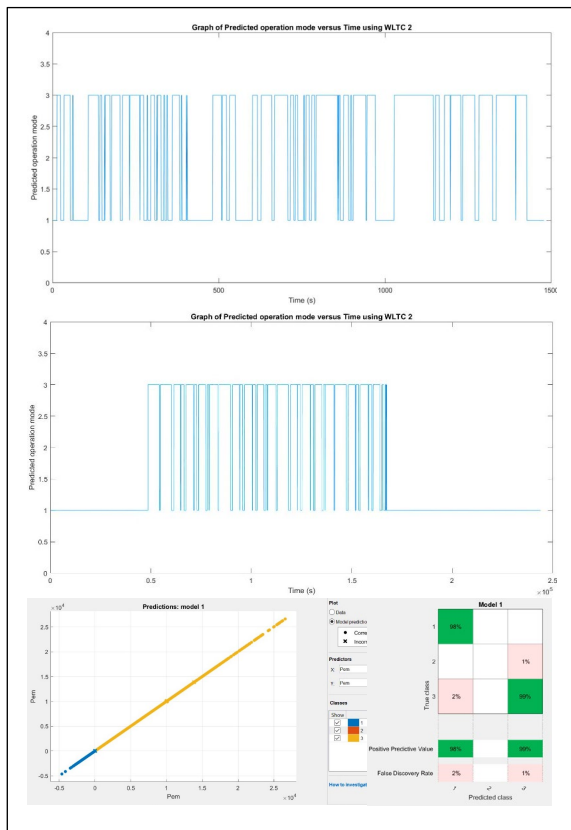 Graph of Predicted operation mode versus Time using WLTC 2
4
3.5
3
2.5
2
1.5
1
0.5
0
Predicted operation mode
0 500 1000 1500
Time (s)
Graph of Predicted operation mode versus Time using WLTC 2
4
3.5
3
2.5
2
1.5
1
0.5
0
Predicted operation mode
0 0.5 1 1.5 2 2.5
×10^5
Time (s)
×10^4
Predictions: model 1
2.5
2
1.5
1
0.5
0
-0.5
Pem
-0.5 0 0.5 1 1.5 2 2.5
Pem
×10^4
Plot
Data
Model predictio
Corre
Incorr
Predictors
X Pem
Y Pem
Classes
Show
1
2
3
How to investigat
Model 1
1 98%
2 1%
3 2% 99%
True class
Positive Predictive Value 98% 99%
False Discovery Rate 2% 1%
1 2 3
Predicted class